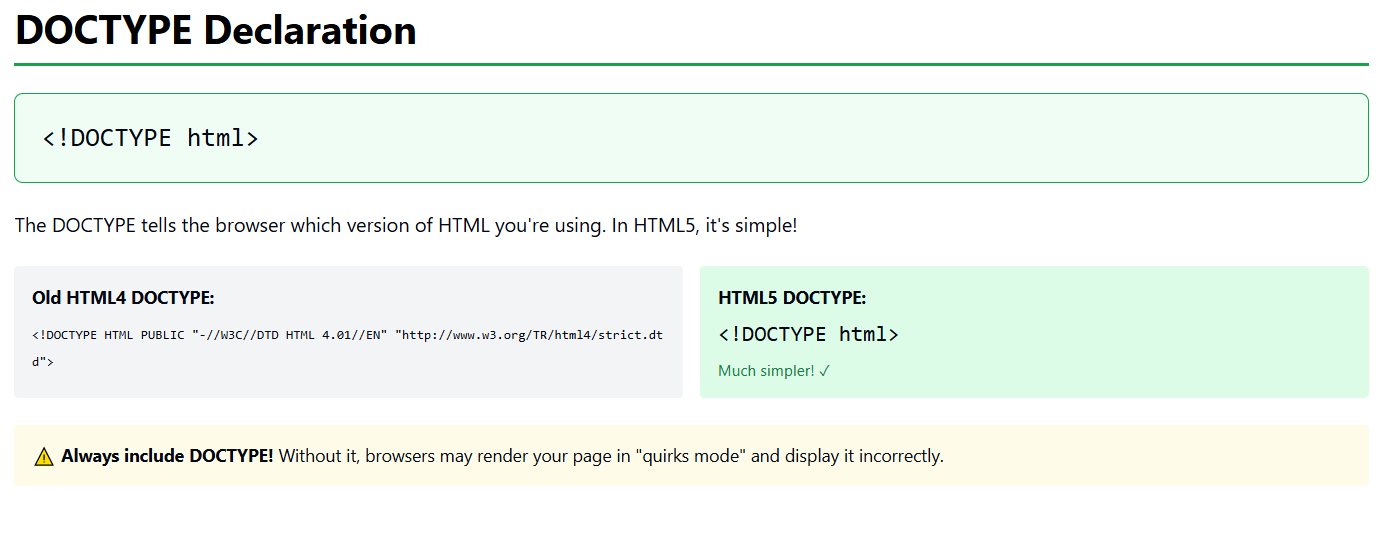 DOCTYPE Declaration
<!DOCTYPE html>
The DOCTYPE tells the browser which version of HTML you're using. In HTML5, it's simple!
Old HTML4 DOCTYPE:
<!DOCTYPE HTML PUBLIC "-//W3C//DTD HTML 4.01//EN" "http://www.w3.org/TR/html4/strict.dt
d">
HTML5 DOCTYPE:
<!DOCTYPE html>
Much simpler! ✓
⚠ Always include DOCTYPE! Without it, browsers may render your page in "quirks mode" and display it incorrectly.